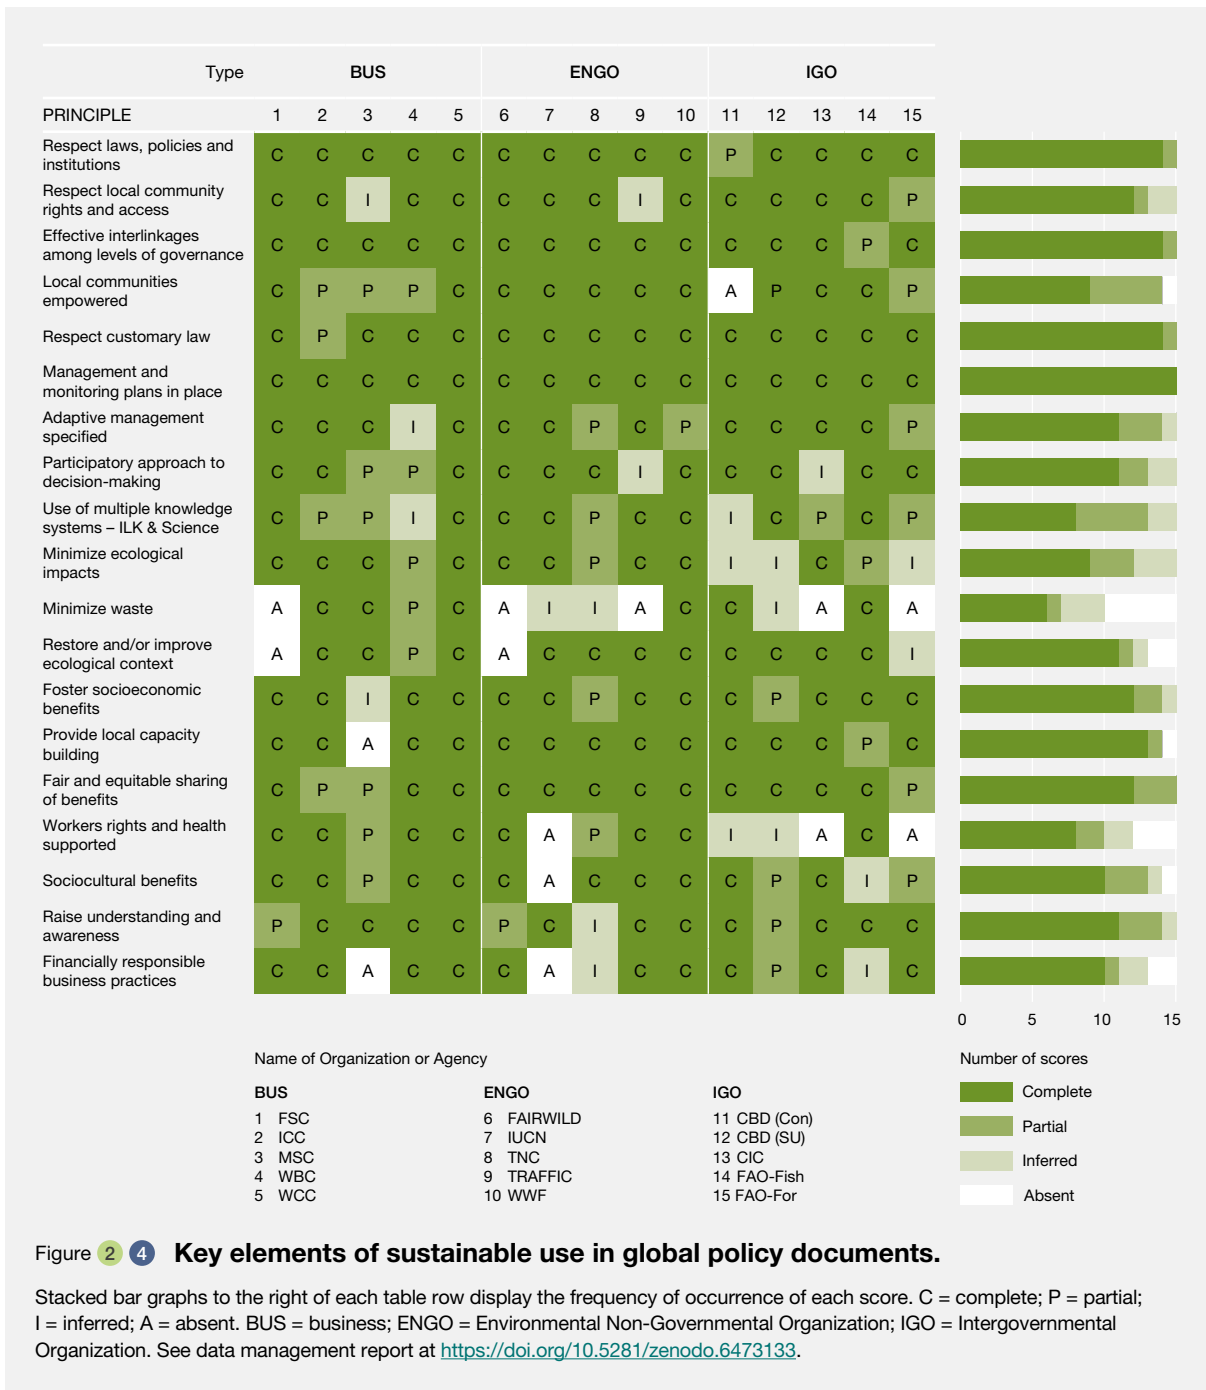 Type BUS ENGO IGO
PRINCIPLE 1 2 3 4 5 6 7 8 9 10 11 12 13 14 15
Respect laws, policies and
institutions
C C C C C C C C C C P C C C C
Respect local community
rights and access
C C I C C C C C I C C C C C P
Effective interlinkages
among levels of governance
C C C C C C C C C C C C C P C
Local communities
empowered
C P P P C C C C C C A P C C P
Respect customary law C P C C C C C C C C C C C C C
Management and
monitoring plans in place
C C C C C C C C C C C C C C C
Adaptive management
specified
C C C I C C C P C P C C C C P
Participatory approach to
decision-making
C C P P C C C C I C C C I C C
Use of multiple knowledge
systems – ILK & Science
C P P I C C C P C C I C P C P
Minimize ecological
impacts
C C C P C C C P C C I I C P I
Minimize waste A C C P C A I I A C C I A C A
Restore and/or improve
ecological context
A C C P C A C C C C C C C C I
Foster socioeconomic
benefits
C C I C C C C P C C C P C C C
Provide local capacity
building
C C A C C C C C C C C C C P C
Fair and equitable sharing
of benefits
C P P C C C C C C C C C C C P
Workers rights and health
supported
C C P C C C A P C C I I A C A
Sociocultural benefits C C P C C C A C C C C P C I P
Raise understanding and
awareness
P C C C C P C I C C C P C C C
Financially responsible
business practices
C C A C C C A I C C C P C I C
0 5 10 15
Name of Organization or Agency
BUS
1 FSC
2 ICC
3 MSC
4 WBC
5 WCC
ENGO
6 FAIRWILD
7 IUCN
8 TNC
9 TRAFFIC
10 WWF
IGO
11 CBD (Con)
12 CBD (SU)
13 CIC
14 FAO-Fish
15 FAO-For
Number of scores
Complete
Partial
Inferred
Absent
Figure 2 4 Key elements of sustainable use in global policy documents.
Stacked bar graphs to the right of each table row display the frequency of occurrence of each score. C = complete; P = partial;
I = inferred; A = absent. BUS = business; ENGO = Environmental Non-Governmental Organization; IGO = Intergovernmental
Organization. See data management report at https://doi.org/10.5281/zenodo.6473133.